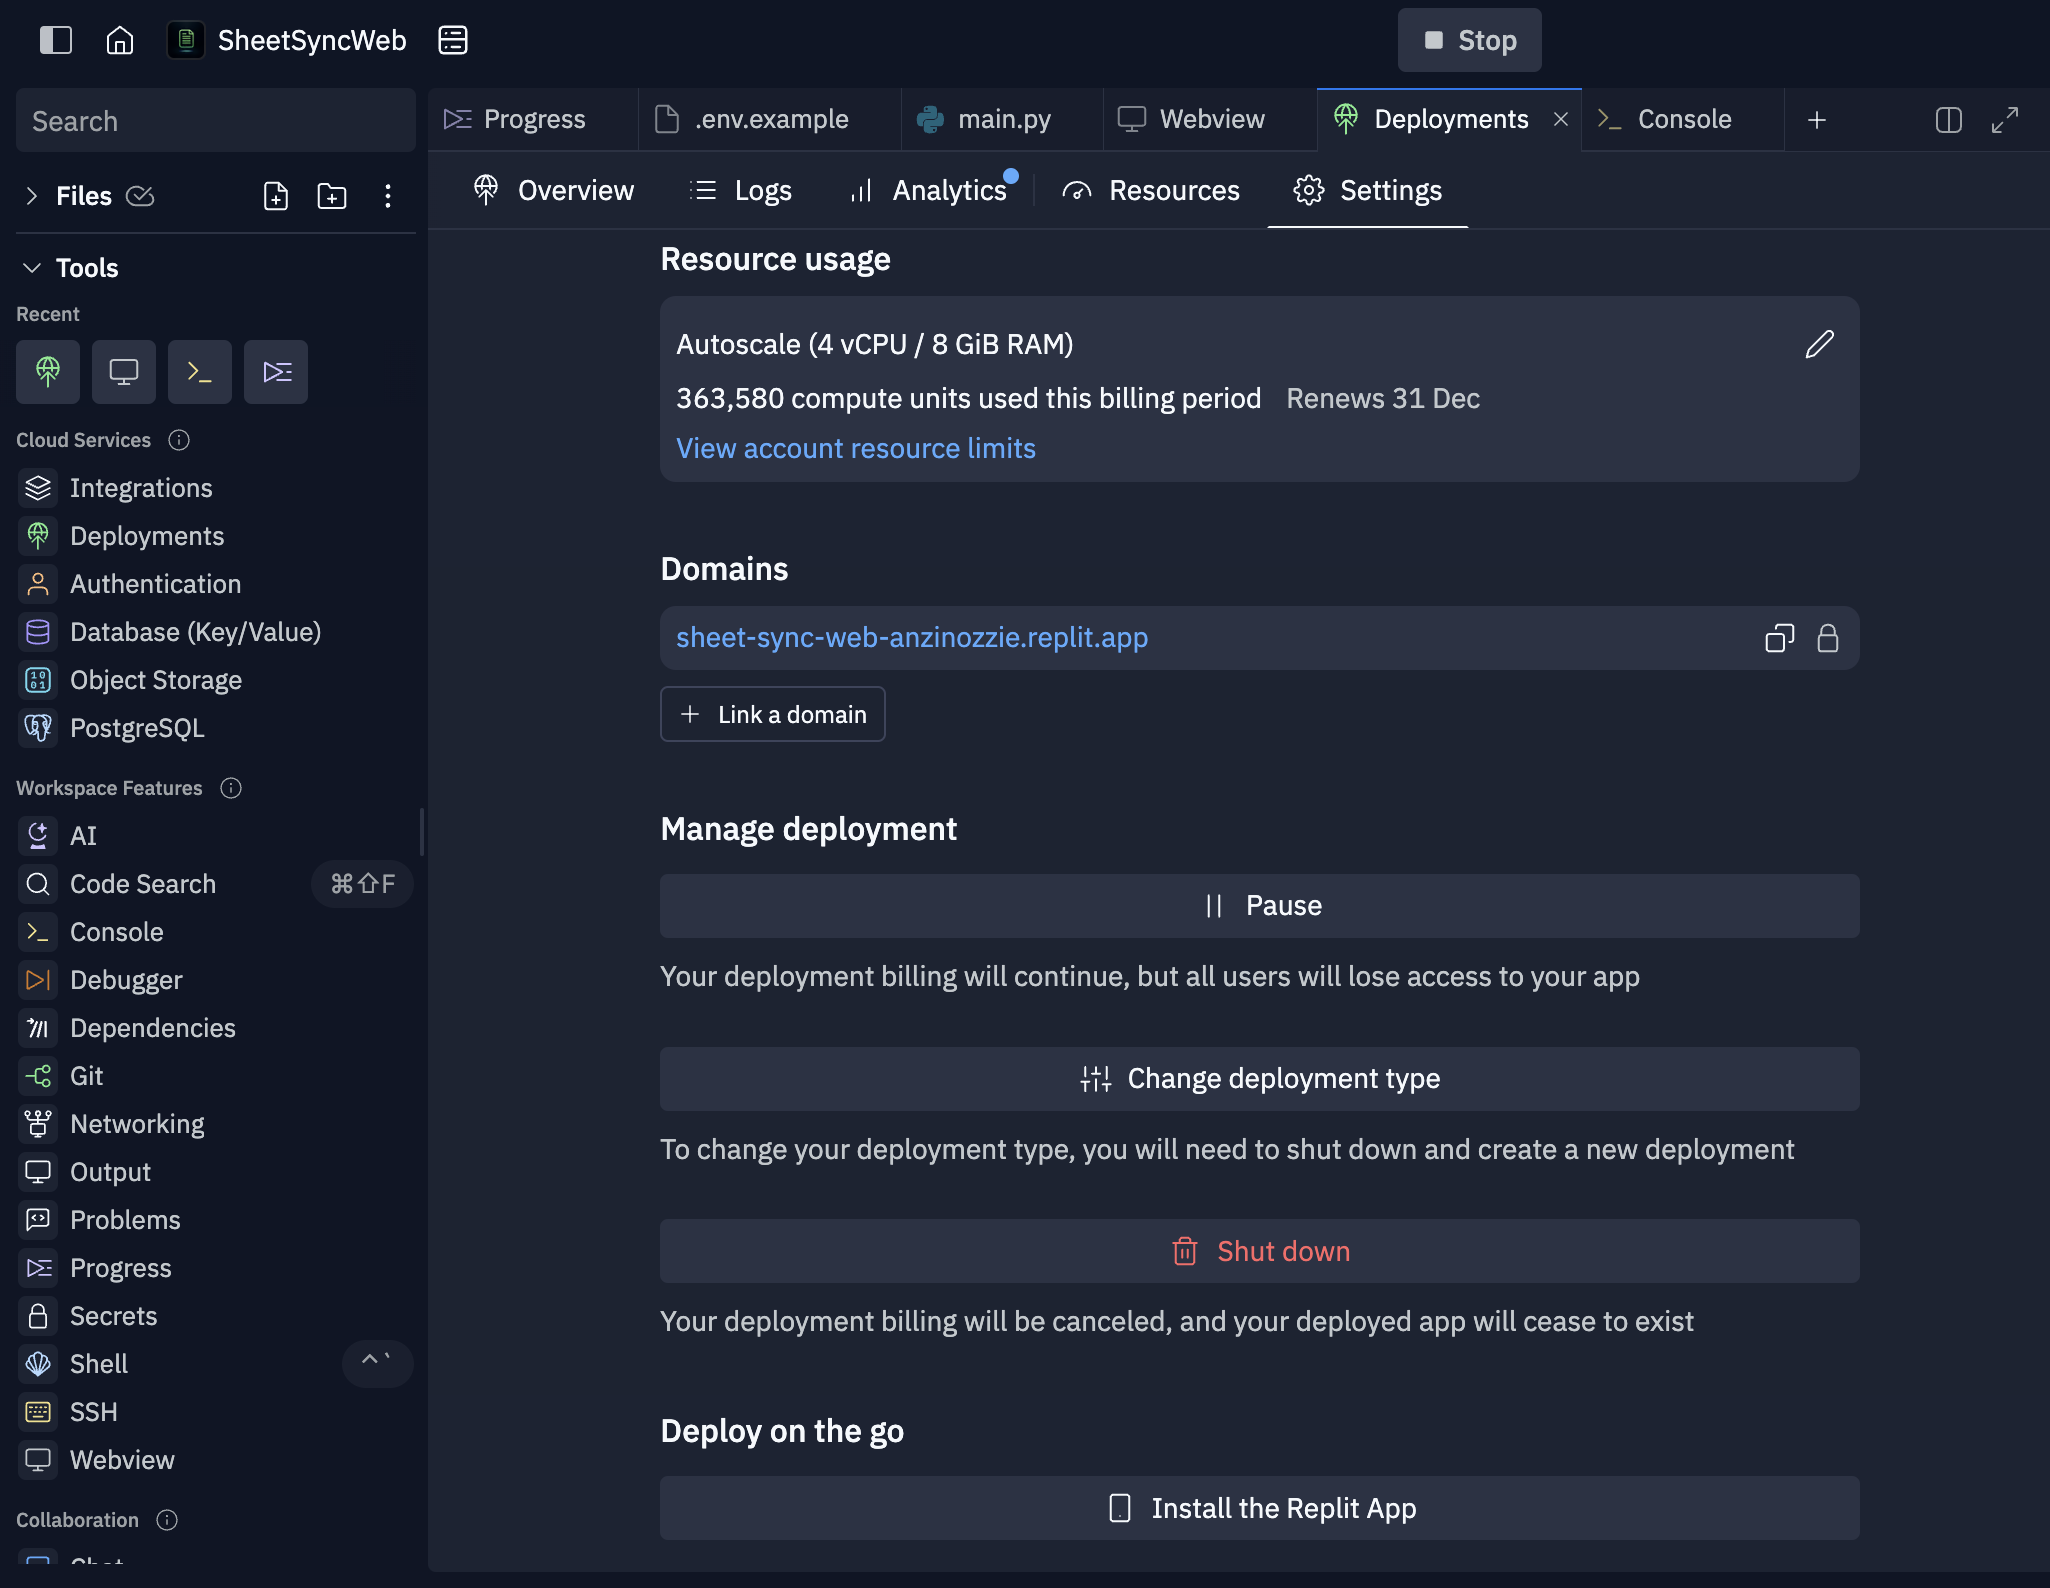 SheetSyncWeb
Stop
Search
Progress
.env.example
main.py
Webview
Deployments
Console
Files
Overview
Logs
Analytics
Resources
Settings
Tools
Recent
Cloud Services
Integrations
Deployments
Authentication
Database (Key/Value)
Object Storage
PostgreSQL
Workspace Features
AI
Code Search
⌘⇧F
Console
Debugger
Dependencies
Git
Networking
Output
Problems
Progress
Secrets
Shell
^ `
SSH
Webview
Collaboration
Resource usage
Autoscale (4 vCPU / 8 GiB RAM)
363,580 compute units used this billing period Renews 31 Dec
View account resource limits
Domains
sheet-sync-web-anzinozzie.replit.app
Link a domain
Manage deployment
Pause
Your deployment billing will continue, but all users will lose access to your app
Change deployment type
To change your deployment type, you will need to shut down and create a new deployment
Shut down
Your deployment billing will be canceled, and your deployed app will cease to exist
Deploy on the go
Install the Replit App